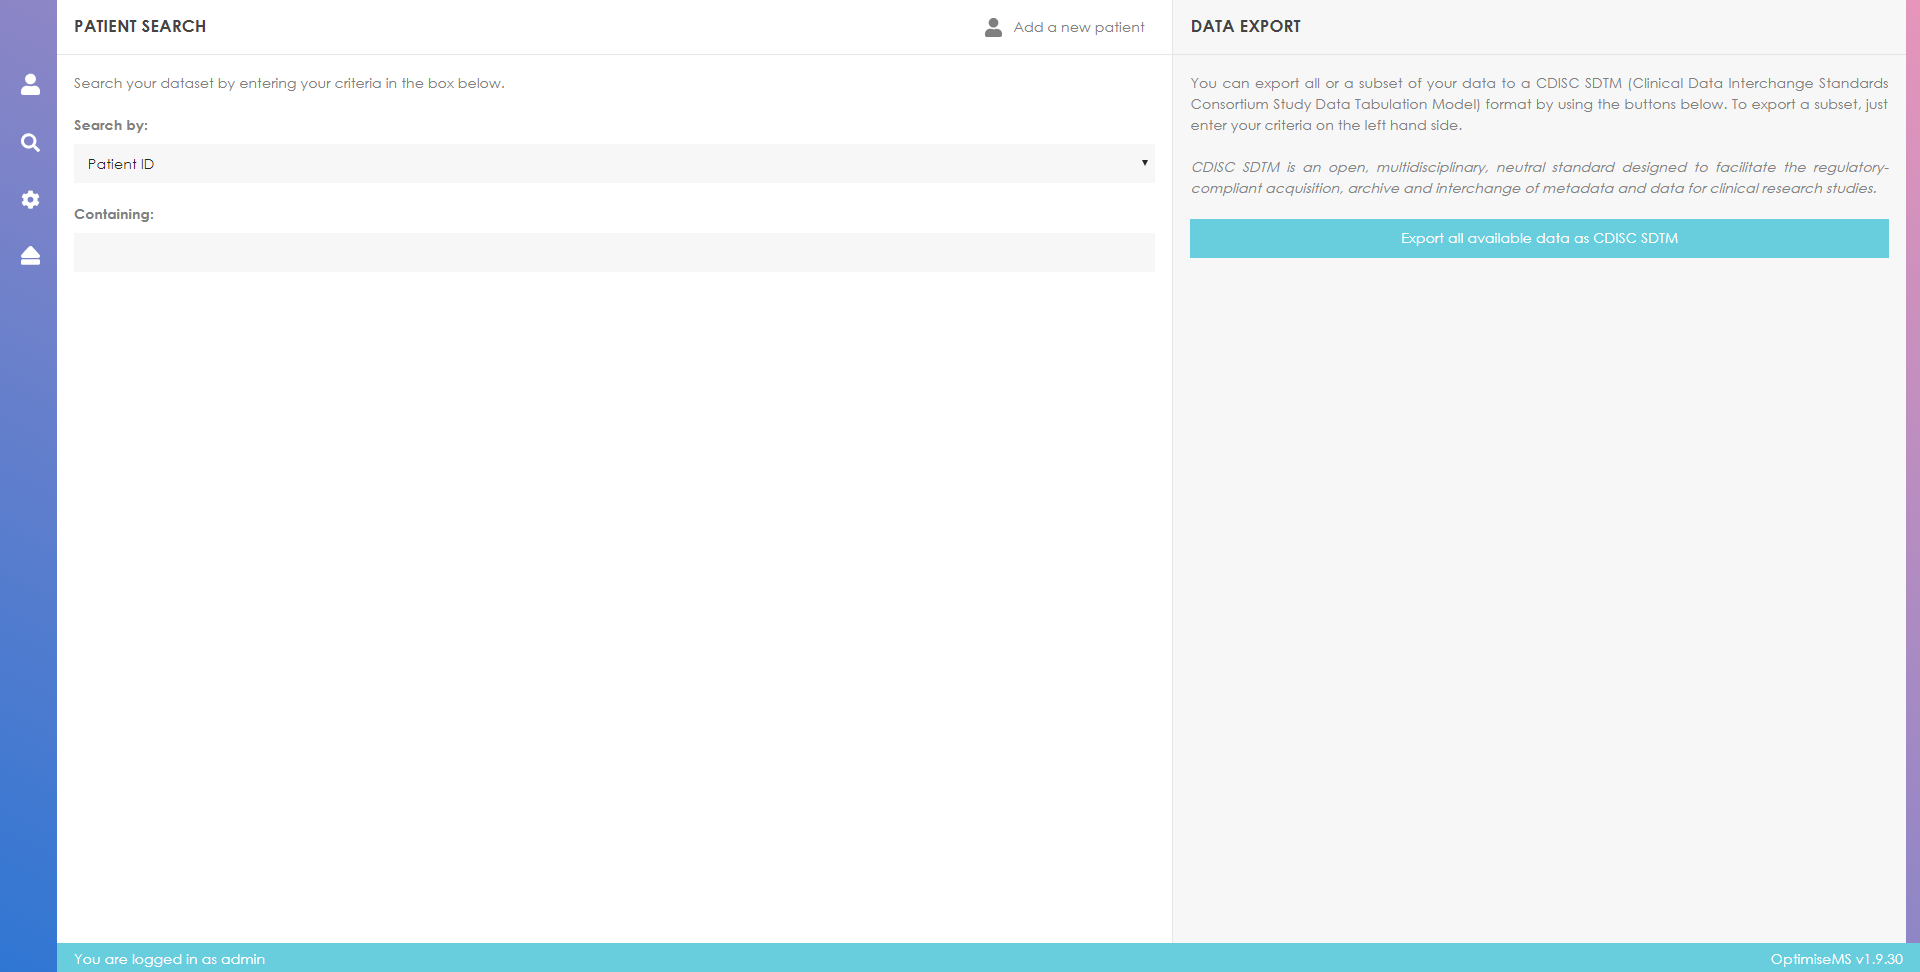 PATIENT SEARCH
Add a new patient
Search your dataset by entering your criteria in the box below.
Search by:
Patient ID
Containing:
DATA EXPORT
You can export all or a subset of your data to a CDISC SDTM (Clinical Data Interchange Standards
Consortium Study Data Tabulation Model) format by using the buttons below. To export a subset, just
enter your criteria on the left hand side.
CDISC SDTM is an open, multidisciplinary, neutral standard designed to facilitate the regulatory-
compliant acquisition, archive and interchange of metadata and data for clinical research studies.
Export all available data as CDISC SDTM
You are logged in as admin
OptimiseMS v1.9.30